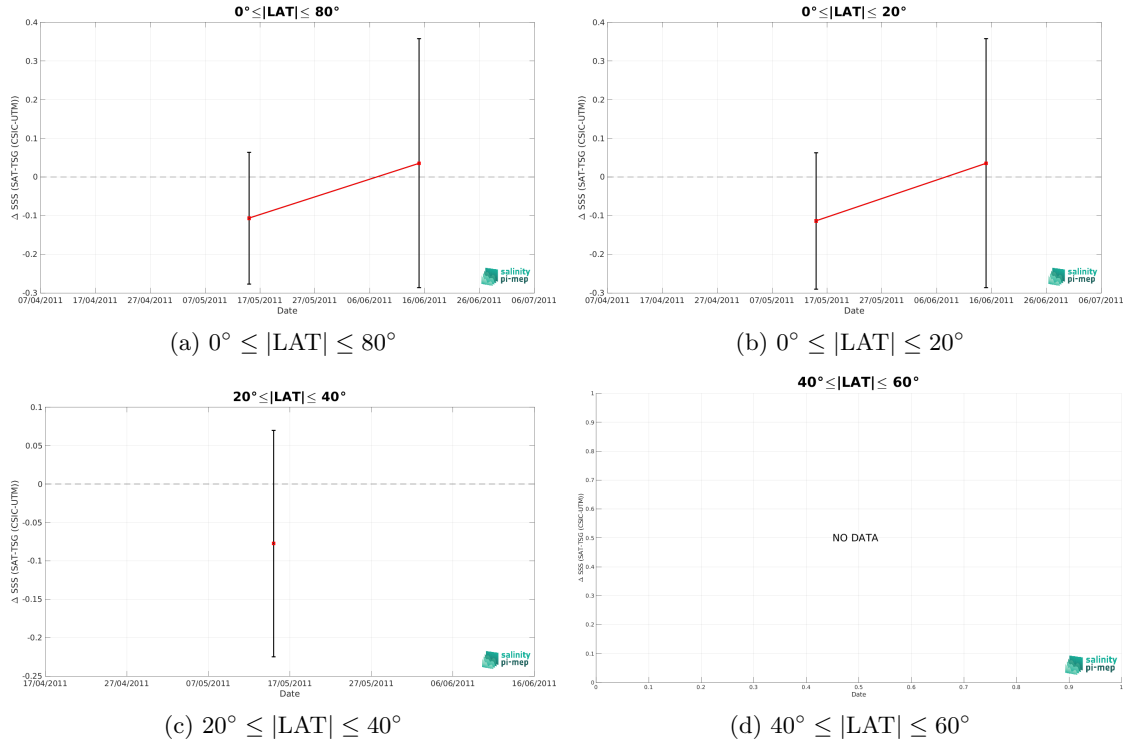 0°≤|LAT|≤ 80°
0.4
0.3
0.2
0.1
0
-0.1
-0.2
-0.3
Δ SSS (SAT-TSG (CSIC-UTM))
07/04/2011 17/04/2011 27/04/2011 07/05/2011 17/05/2011 27/05/2011 06/06/2011 16/06/2011 26/06/2011 06/07/2011
Date
salinity
pi-mep
(a) 0° ≤ |LAT| ≤ 80°
0°≤|LAT|≤ 20°
0.4
0.3
0.2
0.1
0
-0.1
-0.2
-0.3
Δ SSS (SAT-TSG (CSIC-UTM))
07/04/2011 17/04/2011 27/04/2011 07/05/2011 17/05/2011 27/05/2011 06/06/2011 16/06/2011 26/06/2011 06/07/2011
Date
salinity
pi-mep
(b) 0° ≤ |LAT| ≤ 20°
20°≤|LAT|≤ 40°
0.1
0.05
0
-0.05
-0.1
-0.15
-0.2
-0.25
Δ SSS (SAT-TSG (CSIC-UTM))
17/04/2011 27/04/2011 07/05/2011 17/05/2011 27/05/2011 06/06/2011 16/06/2011
Date
salinity
pi-mep
(c) 20° ≤ |LAT| ≤ 40°
40°≤|LAT|≤ 60°
1
0.9
0.8
0.7
0.6
0.5
0.4
0.3
0.2
0.1
0
Δ SSS (SAT-TSG (CSIC-UTM))
NO DATA
0 0.1 0.2 0.3 0.4 0.5 0.6 0.7 0.8 0.9 1
Date
salinity
pi-mep
(d) 40° ≤ |LAT| ≤ 60°